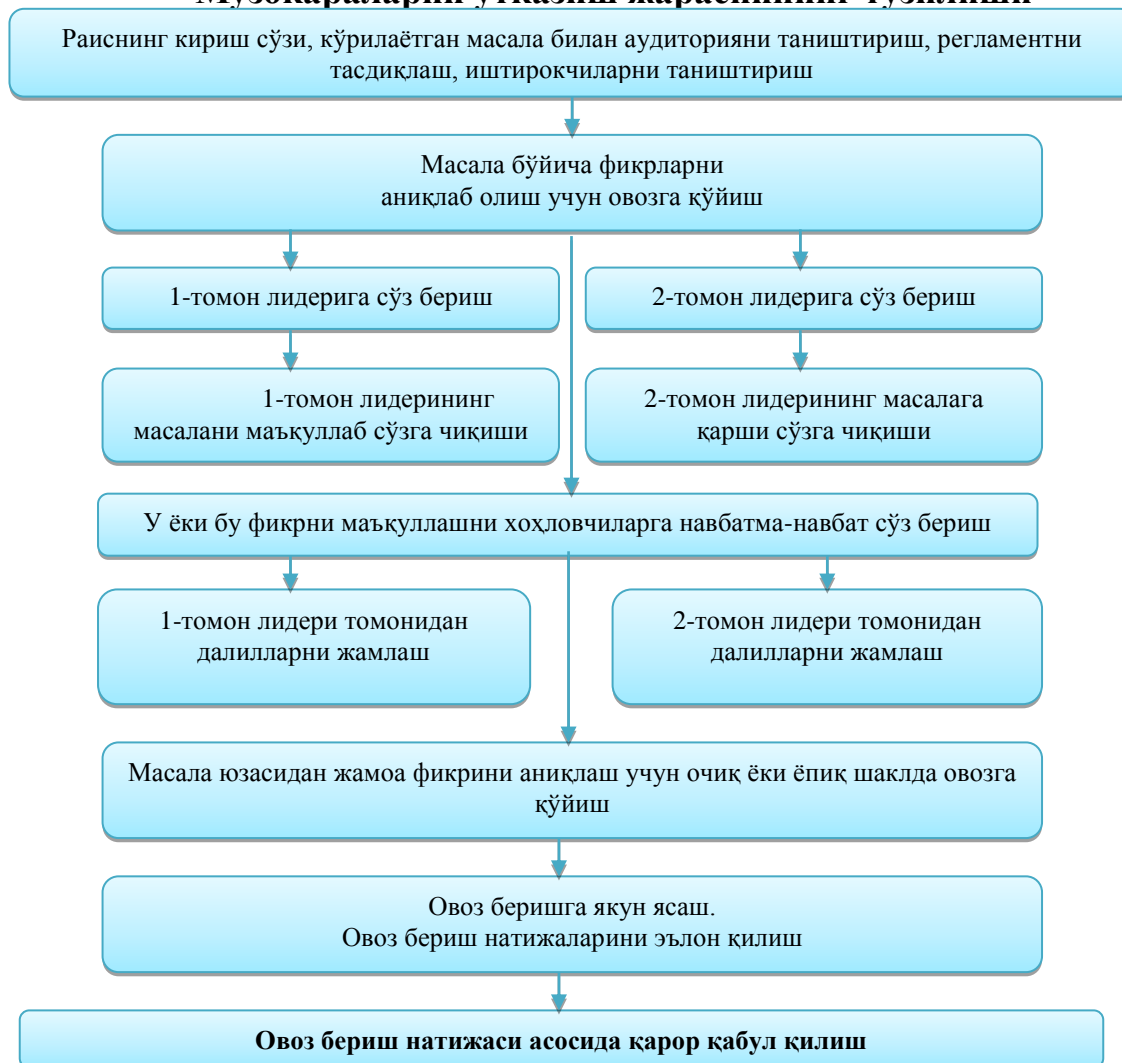 Музокараларни ўтказиш жараёнининг тузилиши
Раиснинг кириш сўзи, кўрилаётган масала билан аудиторияни таништириш, регламентни
тасдиқлаш, иштирокчиларни таништириш
Масала бўйича фикрларни
аниқлаб олиш учун овозга қўйиш
1-томон лидерига сўз бериш
2-томон лидерига сўз бериш
1-томон лидерининг
масалани маъқуллаб сўзга чиқиши
2-томон лидерининг масалага
қарши сўзга чиқиши
У ёки бу фикрни маъқуллашни хоҳловчиларга навбатма-навбат сўз бериш
1-томон лидери томонидан
далилларни жамлаш
2-томон лидери томонидан
далилларни жамлаш
Масала юзасидан жамоа фикрини аниқлаш учун очиқ ёки ёпиқ шаклда овозга
қўйиш
Овоз беришга якун ясаш.
Овоз бериш натижаларини эълон қилиш
Овоз бериш натижаси асосида қарор қабул қилиш